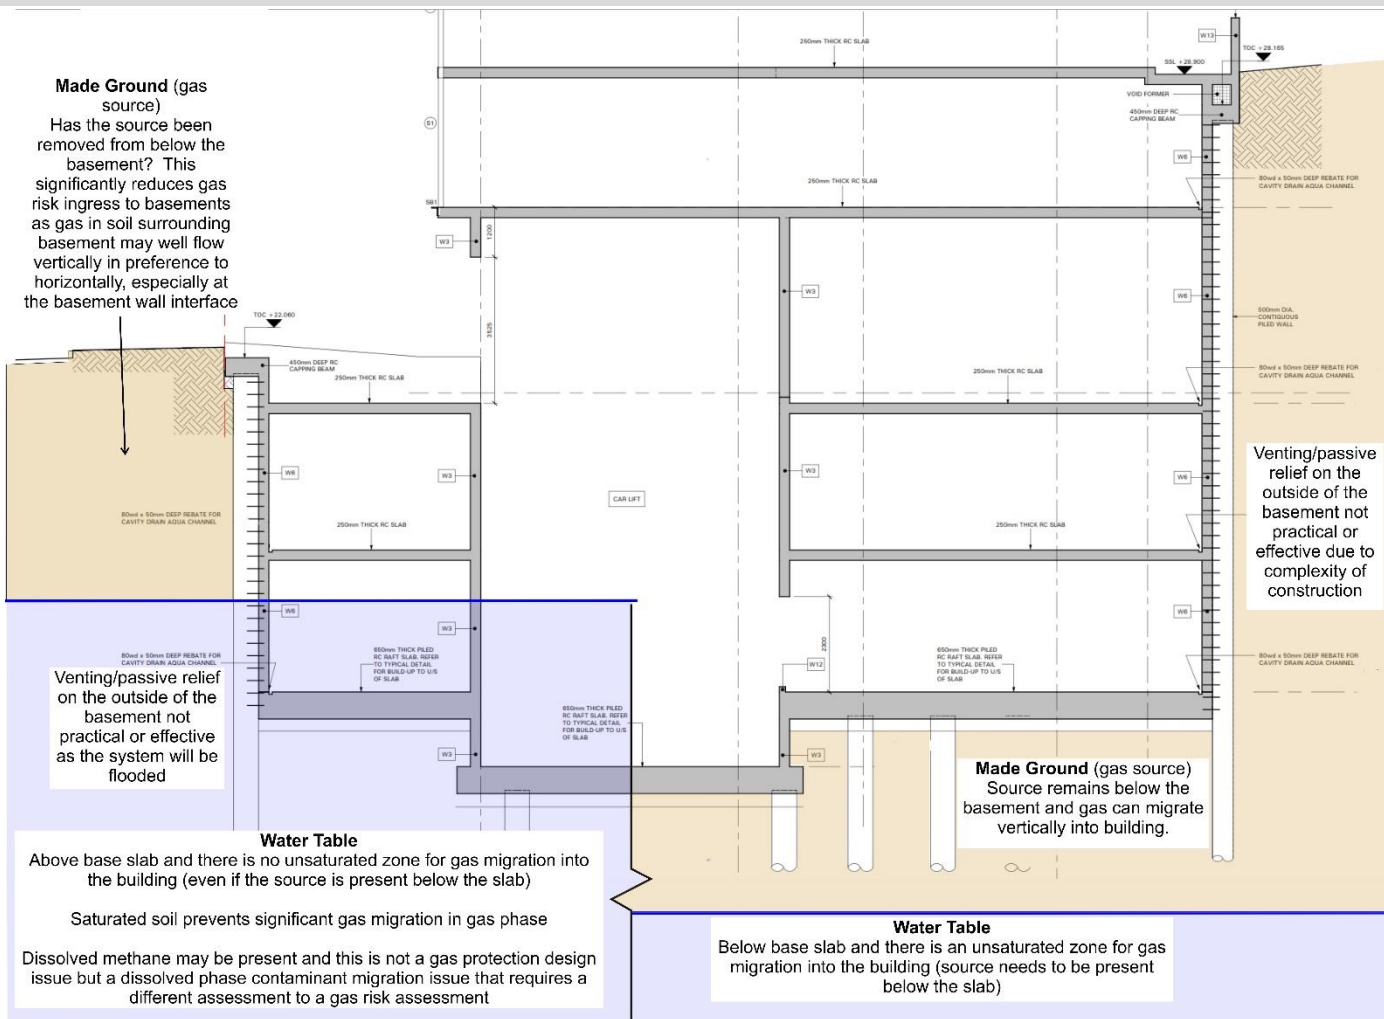 250mm THICK RC SLAB
W13
TOC +28.165
SSL +28.900
VOID FORMER
450mm DEEP RC
CAPPING BEAM
Made Ground (gas
source)
Has the source been
removed from below the
basement? This
significantly reduces gas
risk ingress to basements
as gas in soil surrounding
basement may well flow
vertically in preference to
horizontally, especially at
the basement wall interface
S1
W6
250mm THICK RC SLAB
80wd x 50mm DEEP REBATE FOR
CAVITY DRAIN AQUA CHANNEL
SB1
W3
1200
W3
W6
3525
500mm DIA.
CONTIGUOUS
PILED WALL
TOC +22.060
450mm DEEP RC
CAPPING BEAM
250mm THICK RC SLAB
250mm THICK RC SLAB
80wd x 50mm DEEP REBATE FOR
CAVITY DRAIN AQUA CHANNEL
W6
W3
W3
W6
CAR LIFT
Venting/passive
relief on the
outside of the
basement not
practical or
effective due to
complexity of
construction
80wd x 50mm DEEP REBATE FOR
CAVITY DRAIN AQUA CHANNEL
250mm THICK RC SLAB
250mm THICK RC SLAB
W6
W3
W6
2300
80wd x 50mm DEEP REBATE FOR
CAVITY DRAIN AQUA CHANNEL
650mm THICK PILED
RC RAFT SLAB. REFER
TO TYPICAL DETAIL
FOR BUILD-UP TO U/S
OF SLAB
W12
650mm THICK PILED
RC RAFT SLAB. REFER
TO TYPICAL DETAIL
FOR BUILD-UP TO U/S
OF SLAB
80wd x 50mm DEEP REBATE FOR
CAVITY DRAIN AQUA CHANNEL
Venting/passive relief
on the outside of the
basement not
practical or effective
as the system will be
flooded
650mm THICK PILED
RC RAFT SLAB. REFER
TO TYPICAL DETAIL
FOR BUILD-UP TO U/S
OF SLAB
W3
W3
Made Ground (gas source)
Source remains below the
basement and gas can migrate
vertically into building.
Water Table
Above base slab and there is no unsaturated zone for gas migration into
the building (even if the source is present below the slab)
Saturated soil prevents significant gas migration in gas phase
Dissolved methane may be present and this is not a gas protection design
issue but a dissolved phase contaminant migration issue that requires a
different assessment to a gas risk assessment
Water Table
Below base slab and there is an unsaturated zone for gas
migration into the building (source needs to be present
below the slab)